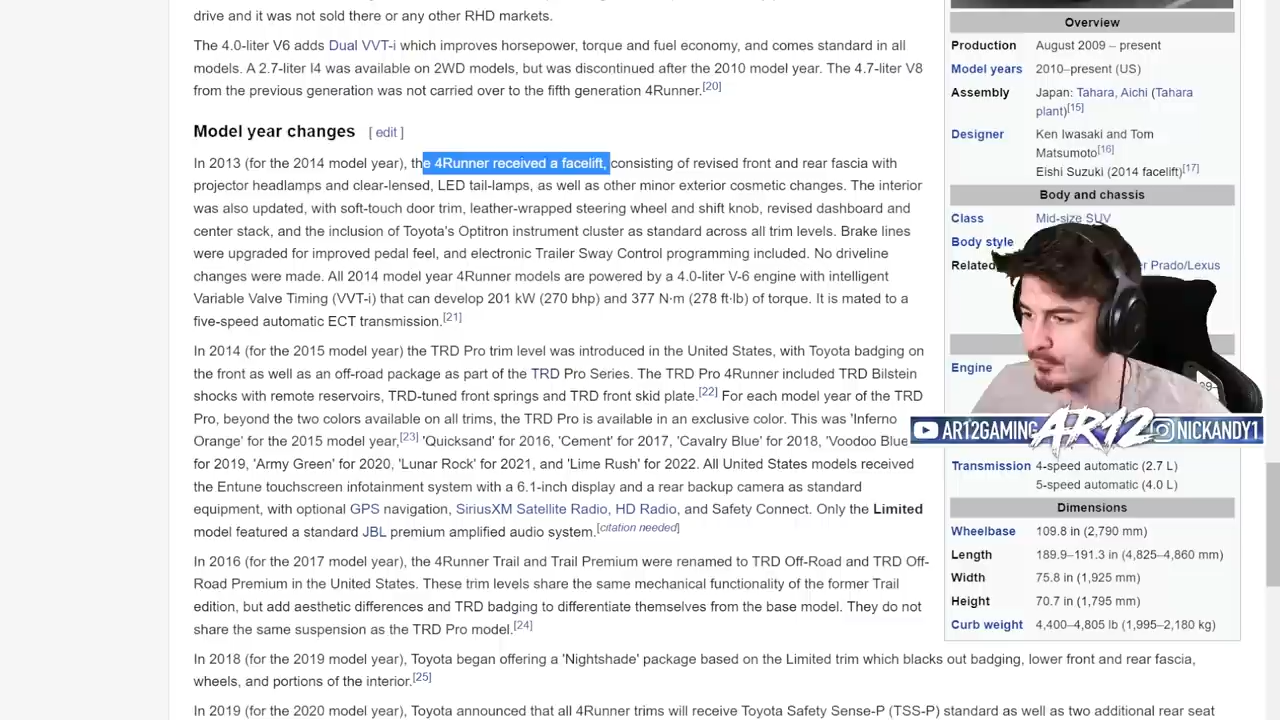 drive and it was not sold there or any other RHD markets.
The 4.0-liter V6 adds Dual VVT-i which improves horsepower, torque and fuel economy, and comes standard in all
models. A 2.7-liter I4 was available on 2WD models, but was discontinued after the 2010 model year. The 4.7-liter V8
from the previous generation was not carried over to the fifth generation 4Runner.[20]
Model year changes [ edit ]
In 2013 (for the 2014 model year), the 4Runner received a facelift, consisting of revised front and rear fascia with
projector headlamps and clear-lensed, LED tail-lamps, as well as other minor exterior cosmetic changes. The interior
was also updated, with soft-touch door trim, leather-wrapped steering wheel and shift knob, revised dashboard and
center stack, and the inclusion of Toyota's Optitron instrument cluster as standard across all trim levels. Brake lines
were upgraded for improved pedal feel, and electronic Trailer Sway Control programming included. No driveline
changes were made. All 2014 model year 4Runner models are powered by a 4.0-liter V-6 engine with intelligent
Variable Valve Timing (VVT-i) that can develop 201 kW (270 bhp) and 377 N·m (278 ft·lb) of torque. It is mated to a
five-speed automatic ECT transmission.[21]
In 2014 (for the 2015 model year) the TRD Pro trim level was introduced in the United States, with Toyota badging on
the front as well as an off-road package as part of the TRD Pro Series. The TRD Pro 4Runner included TRD Bilstein
shocks with remote reservoirs, TRD-tuned front springs and TRD front skid plate.[22] For each model year of the TRD
Pro, beyond the two colors available on all trims, the TRD Pro is available in an exclusive color. This was 'Inferno
Orange' for the 2015 model year,[23] 'Quicksand' for 2016, 'Cement' for 2017, 'Cavalry Blue' for 2018, 'Voodoo Blue
for 2019, 'Army Green' for 2020, 'Lunar Rock' for 2021, and 'Lime Rush' for 2022. All United States models received
the Entune touchscreen infotainment system with a 6.1-inch display and a rear backup camera as standard
equipment, with optional GPS navigation, SiriusXM Satellite Radio, HD Radio, and Safety Connect. Only the Limited
model featured a standard JBL premium amplified audio system.[citation needed]
In 2016 (for the 2017 model year), the 4Runner Trail and Trail Premium were renamed to TRD Off-Road and TRD Off-
Road Premium in the United States. These trim levels share the same mechanical functionality of the former Trail
edition, but add aesthetic differences and TRD badging to differentiate themselves from the base model. They do not
share the same suspension as the TRD Pro model.[24]
In 2018 (for the 2019 model year), Toyota began offering a 'Nightshade' package based on the Limited trim which blacks out badging, lower front and rear fascia,
wheels, and portions of the interior.[25]
In 2019 (for the 2020 model year), Toyota announced that all 4Runner trims will receive Toyota Safety Sense-P (TSS-P) standard as well as two additional rear seat
Overview
Production August 2009 – present
Model years 2010–present (US)
Assembly Japan: Tahara, Aichi (Tahara
plant)[15]
Designer Ken Iwasaki and Tom
Matsumoto[16]
Eishi Suzuki (2014 facelift)[17]
Body and chassis
Class Mid-size SUV
Body style
Related Prado/Lexus
Engine
AR12GAMING AR12 NICKANDY1
Transmission 4-speed automatic (2.7 L)
5-speed automatic (4.0 L)
Dimensions
Wheelbase 109.8 in (2,790 mm)
Length 189.9–191.3 in (4,825–4,860 mm)
Width 75.8 in (1,925 mm)
Height 70.7 in (1,795 mm)
Curb weight 4,400–4,805 lb (1,995–2,180 kg)